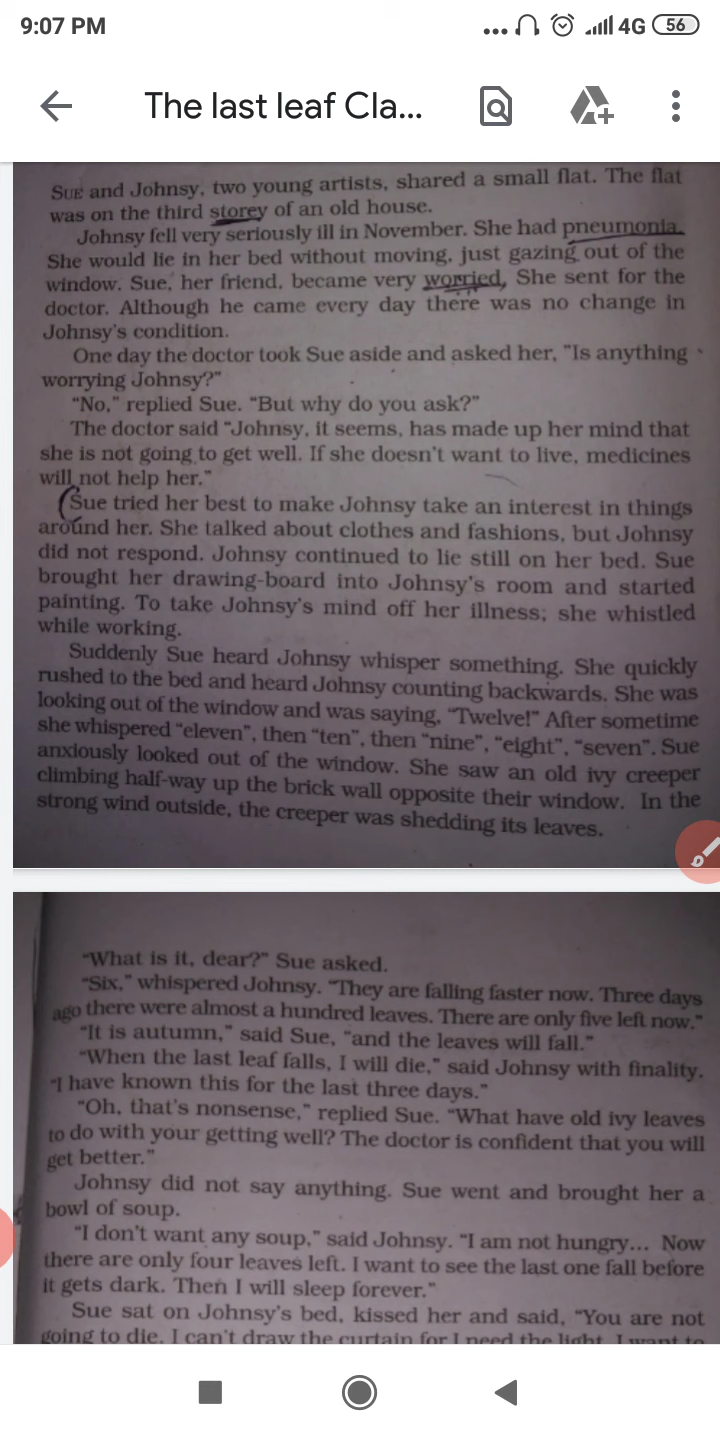 9:07 PM
4G 56
The last leaf Cla...
SUE and Johnsy, two young artists, shared a small flat. The flat
was on the third storey of an old house.
Johnsy fell very seriously ill in November. She had pneumonia.
She would lie in her bed without moving, just gazing out of the
window. Sue, her friend, became very worried. She sent for the
doctor. Although he came every day there was no change in
Johnsy's condition.
One day the doctor took Sue aside and asked her, "Is anything
worrying Johnsy?"
"No," replied Sue. "But why do you ask?"
The doctor said "Johnsy, it seems, has made up her mind that
she is not going to get well. If she doesn't want to live, medicines
will not help her."
Sue tried her best to make Johnsy take an interest in things
around her. She talked about clothes and fashions, but Johnsy
did not respond. Johnsy continued to lie still on her bed. Sue
brought her drawing-board into Johnsy's room and started
painting. To take Johnsy's mind off her illness; she whistled
while working.
Suddenly Sue heard Johnsy whisper something. She quickly
rushed to the bed and heard Johnsy counting backwards. She was
looking out of the window and was saying, "Twelve!" After sometime
she whispered "eleven", then "ten", then "nine", "eight", "seven". Sue
anxiously looked out of the window. She saw an old ivy creeper
climbing half-way up the brick wall opposite their window. In the
strong wind outside, the creeper was shedding its leaves.
"What is it, dear?" Sue asked.
"Six," whispered Johnsy. "They are falling faster now. Three days
ago there were almost a hundred leaves. There are only five left now."
"It is autumn," said Sue, "and the leaves will fall."
"When the last leaf falls, I will die," said Johnsy with finality.
"I have known this for the last three days."
"Oh, that's nonsense," replied Sue. "What have old ivy leaves
to do with your getting well? The doctor is confident that you will
get better."
Johnsy did not say anything. Sue went and brought her a
bowl of soup.
"I don't want any soup," said Johnsy. "I am not hungry... Now
there are only four leaves left. I want to see the last one fall before
it gets dark. Then I will sleep forever."
Sue sat on Johnsy's bed, kissed her and said, "You are not
going to die. I can't draw the curtain for I need the light. I want to